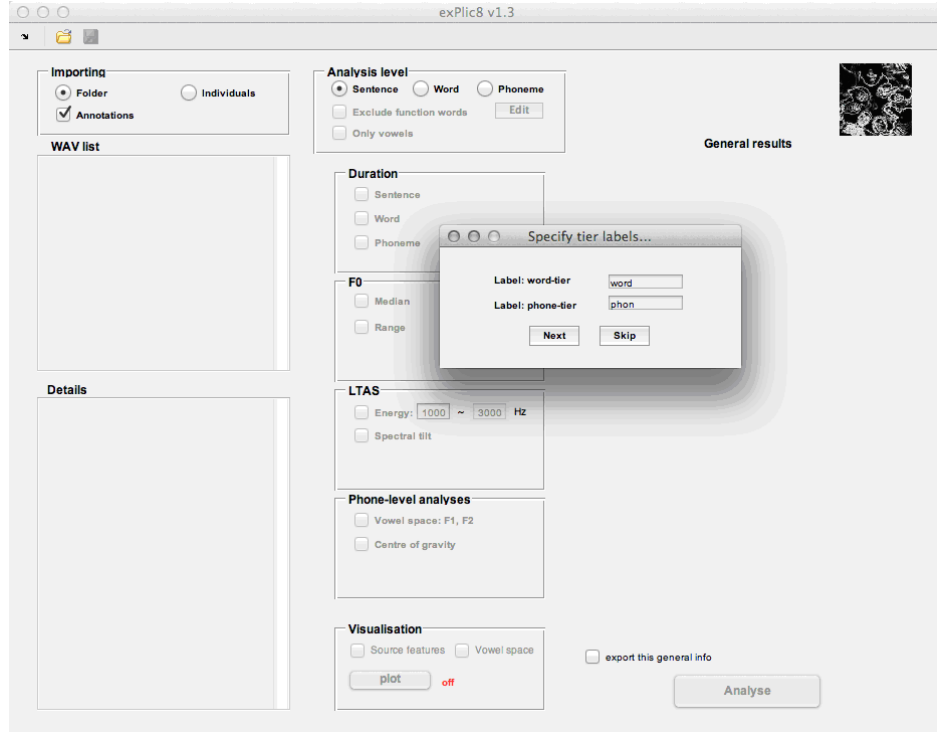 exPlic8 v1.3
Importing
Folder
Individuals
Annotations
WAV list
Details
Analysis level
Sentence
Word
Phoneme
Exclude function words
Edit
Only vowels
Duration
Sentence
Word
Phoneme
F0
Median
Range
LTAS
Energy: 1000 ~ 3000 Hz
Spectral tilt
Phone-level analyses
Vowel space: F1, F2
Centre of gravity
Visualisation
Source features
Vowel space
plot
off
General results
Specify tier labels...
Label: word-tier
word
Label: phone-tier
phon
Next
Skip
export this general info
Analyse